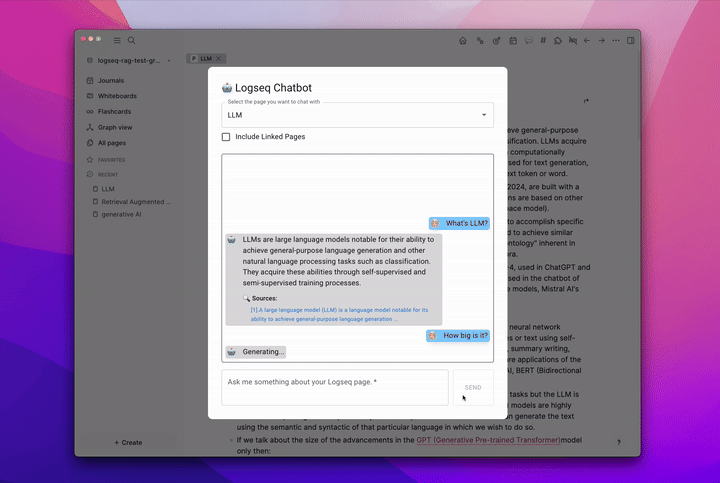 logseq-rag-test-gr...
P LLM
Journals
Whiteboards
Flashcards
Graph view
All pages
FAVORITES
RECENT
LLM
Retrieval Augmented ...
generative AI
+ Create
Logseq Chatbot
Select the page you want to chat with
LLM
Include Linked Pages
What's LLM?
LLMs are large language models notable for their ability to
achieve general-purpose language generation and other
natural language processing tasks such as classification.
They acquire these abilities through self-supervised and
semi-supervised training processes.
Sources:
[1].A large language model (LLM) is a language model notable for its
ability to achieve general-purpose language generation ...
How big is it?
Generating...
Ask me something about your Logseq page. *
SEND
eve general-purpose
sification. LLMs acquire
a computationally
sed for text generation,
ext token or word.
2024, are built with a
ns are based on other
pace model).
to accomplish specific
d to achieve similar
ontology" inherent in
ora.
-4, used in ChatGPT and
sed in the chatbot of
e models, Mistral AI's
neural network
es or text using self-
, summary writing,
are applications of the
AI, BERT (Bidirectional
tasks but the LLM is
models are highly
on generate the text
using the semantic and syntactic of that particular language in which we wish to do so.
If we talk about the size of the advancements in the GPT (Generative Pre-trained Transformer)model
only then:
?